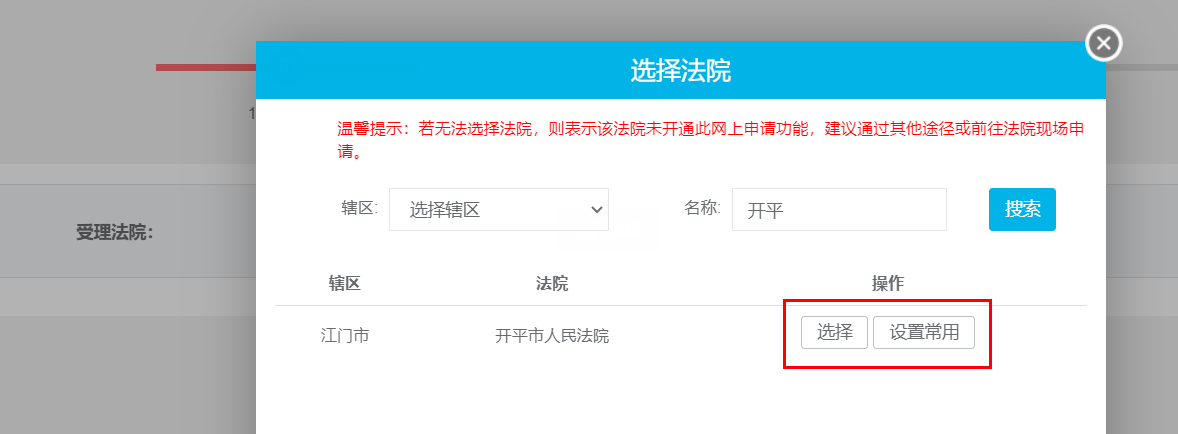 选择法院
1
温馨提示：若无法选择法院，则表示该法院未开通此网上申请功能，建议通过其他途径或前往法院现场申
请。
辖区: 选择辖区 名称: 开平 搜索
受理法院：
辖区 法院 操作
江门市 开平市人民法院 选择 设置常用